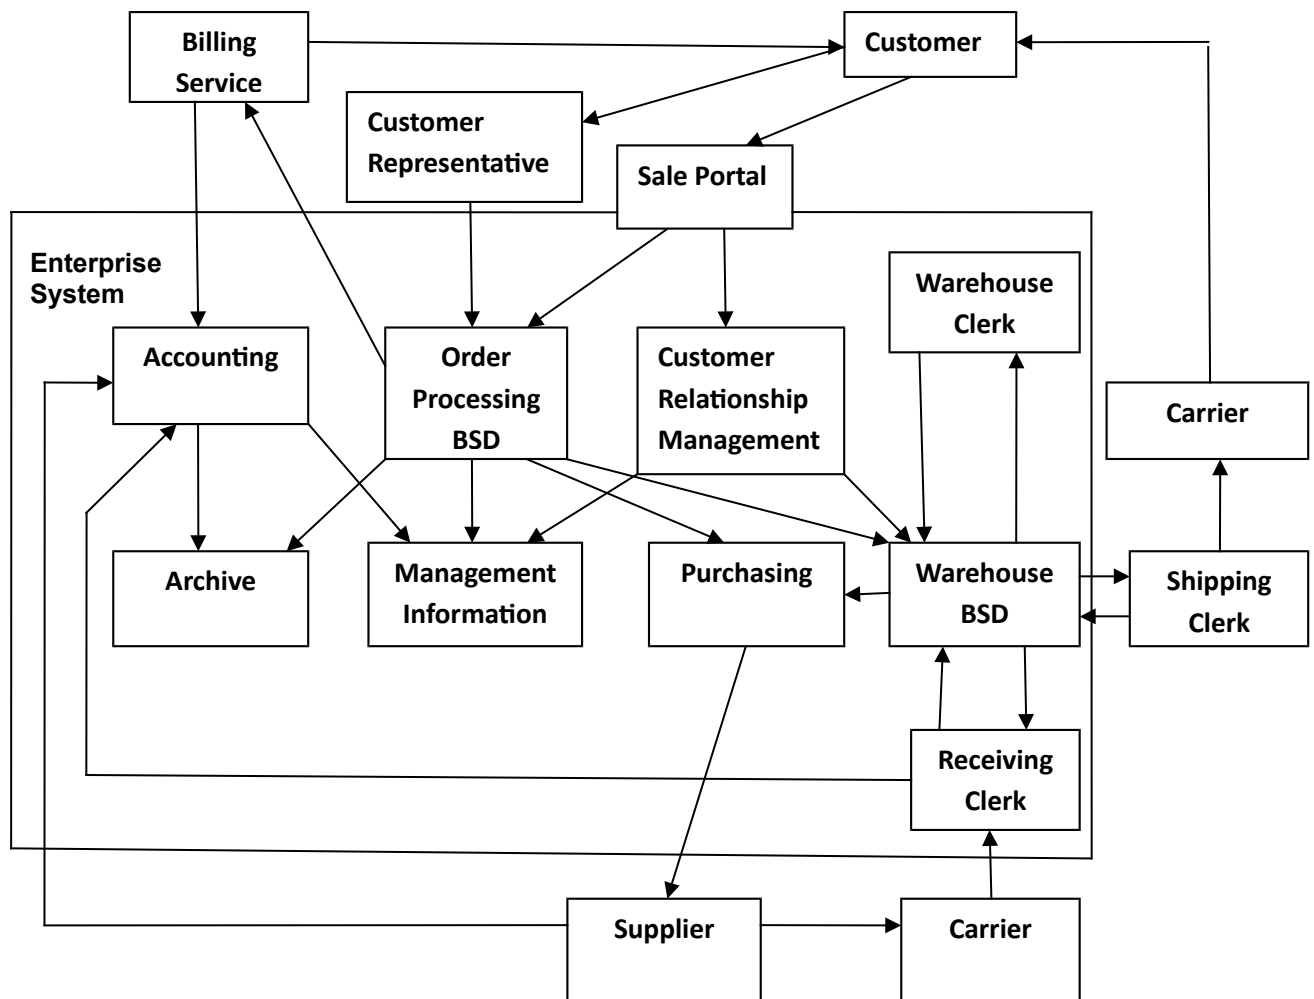 Billing
Service
Customer
Customer
Representative
Sale Portal
Enterprise
System
Warehouse
Clerk
Accounting
Order
Processing
BSD
Customer
Relationship
Management
Carrier
Archive
Management
Information
Purchasing
Warehouse
BSD
Shipping
Clerk
Receiving
Clerk
Supplier
Carrier